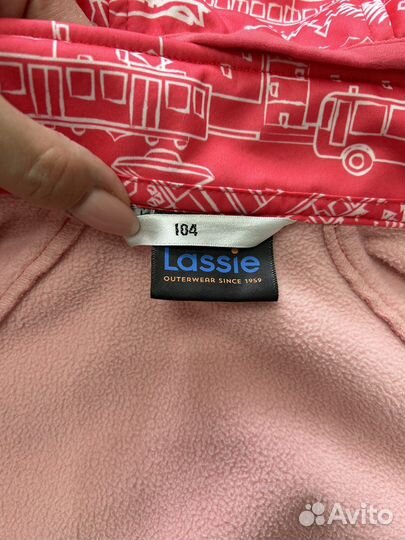 104
Lassie
OUTERWEAR SINCE 1959
Avito